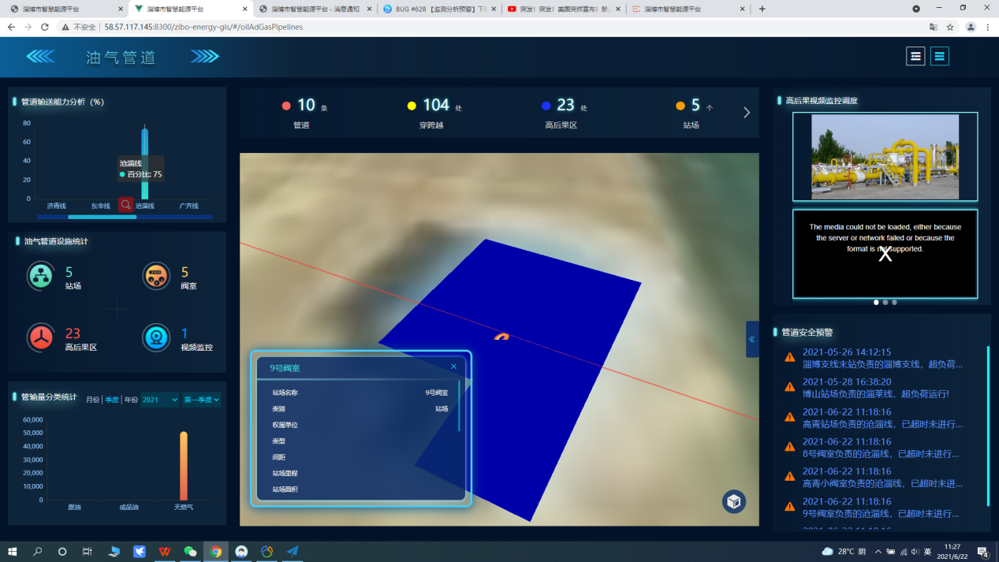 淄博市智慧能源平台
淄博市智慧能源平台
淄博市智慧能源平台 - 消息通知
BUG #628 【监测分析预警】下
突发！突发！美国突然宣布！禁
淄博市智慧能源平台
不安全 | 58.57.117.145:8300/zibo-energy-gis/#/oilAdGasPipelines
油气管道
管道输送能力分析（%）
80
60
40
20
0
沧淄线
百分比: 75
济青线 东辛线 沧淄线 广齐线
油气管道设施统计
5
站场
5
阀室
23
高后果区
1
视频监控
管输量分类统计 月份 | 季度 | 年份 2021 第一季度
60,000
50,000
40,000
30,000
20,000
10,000
0
原油 成品油 天然气
10 条
管道
104 处
穿跨越
23 处
高后果区
5 个
站场
9号阀室
站场名称 9号阀室
类别 站场
权属单位
类型
间距
站场里程
站场面积
高后果视频监控调度
The media could not be loaded, either because
the server or network failed or because the
format is not supported.
X
管道安全预警
2021-05-26 14:12:15
淄博支线末站负责的淄博支线，超负荷...
2021-05-28 16:38:20
博山站场负责的淄莱线，超负荷运行!
2021-06-22 11:18:16
高青站场负责的沧淄线，已超时未进行...
2021-06-22 11:18:16
8号阀室负责的沧淄线，已超时未进行...
2021-06-22 11:18:16
高青小阀室负责的沧淄线，已超时未进...
2021-06-22 11:18:16
9号阀室负责的沧淄线，已超时未进行...
28°C 阴
英
11:27
2021/6/22
4